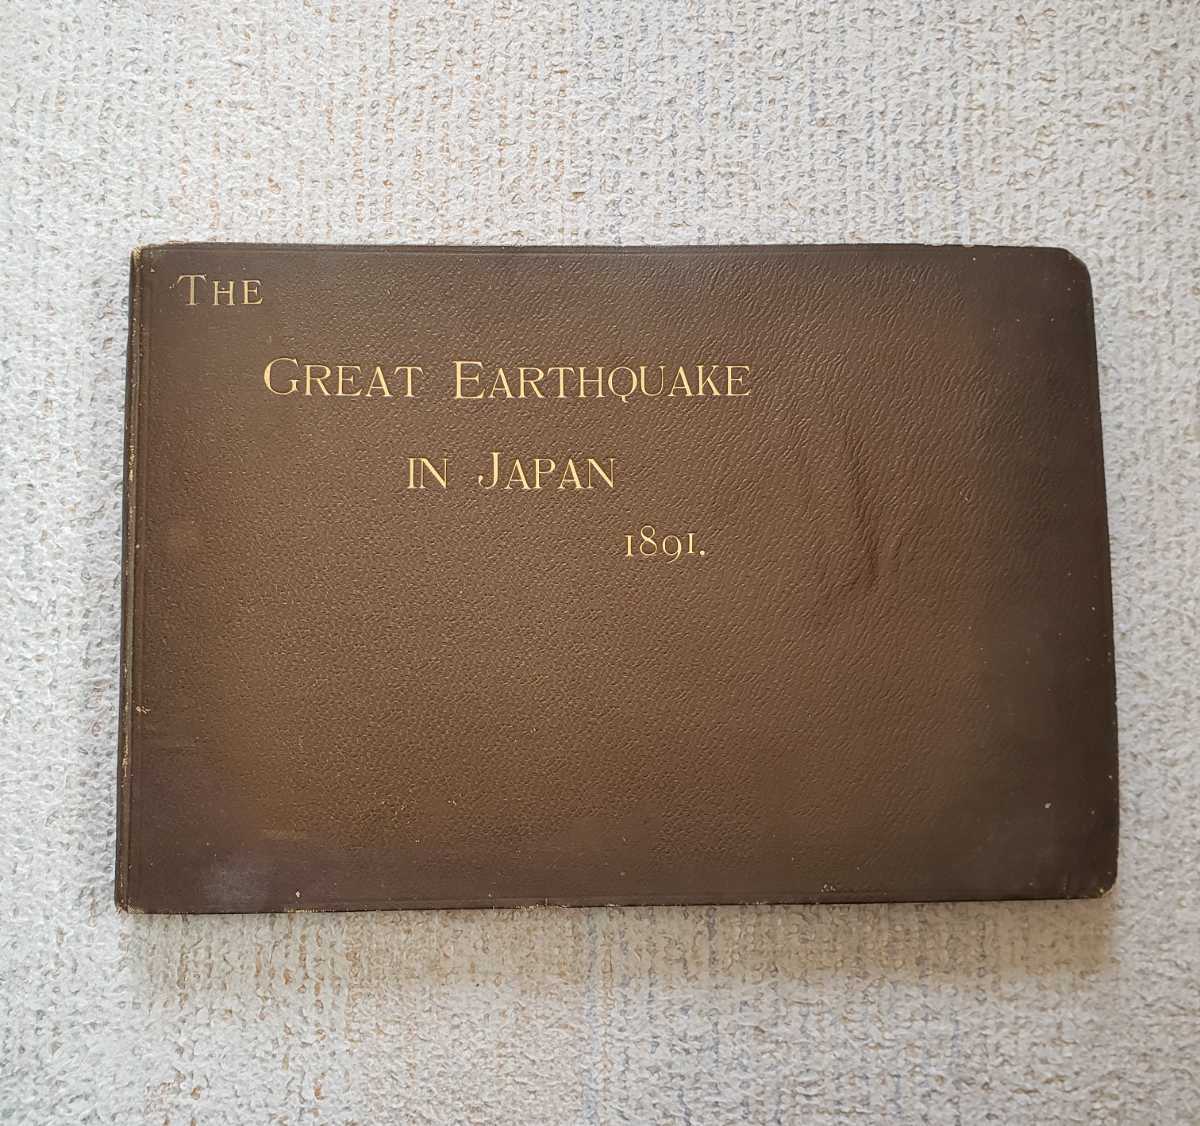 THE
GREAT EARTHQUAKE
IN JAPAN
1891.